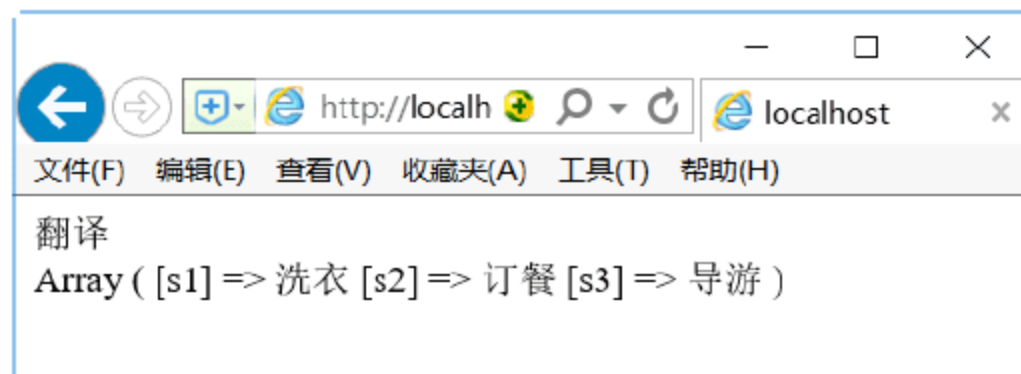 http://localh localhost
文件(F) 编辑(E) 查看(V) 收藏夹(A) 工具(T) 帮助(H)
翻译
Array ( [s1] => 洗衣 [s2] => 订餐 [s3] => 导游 )